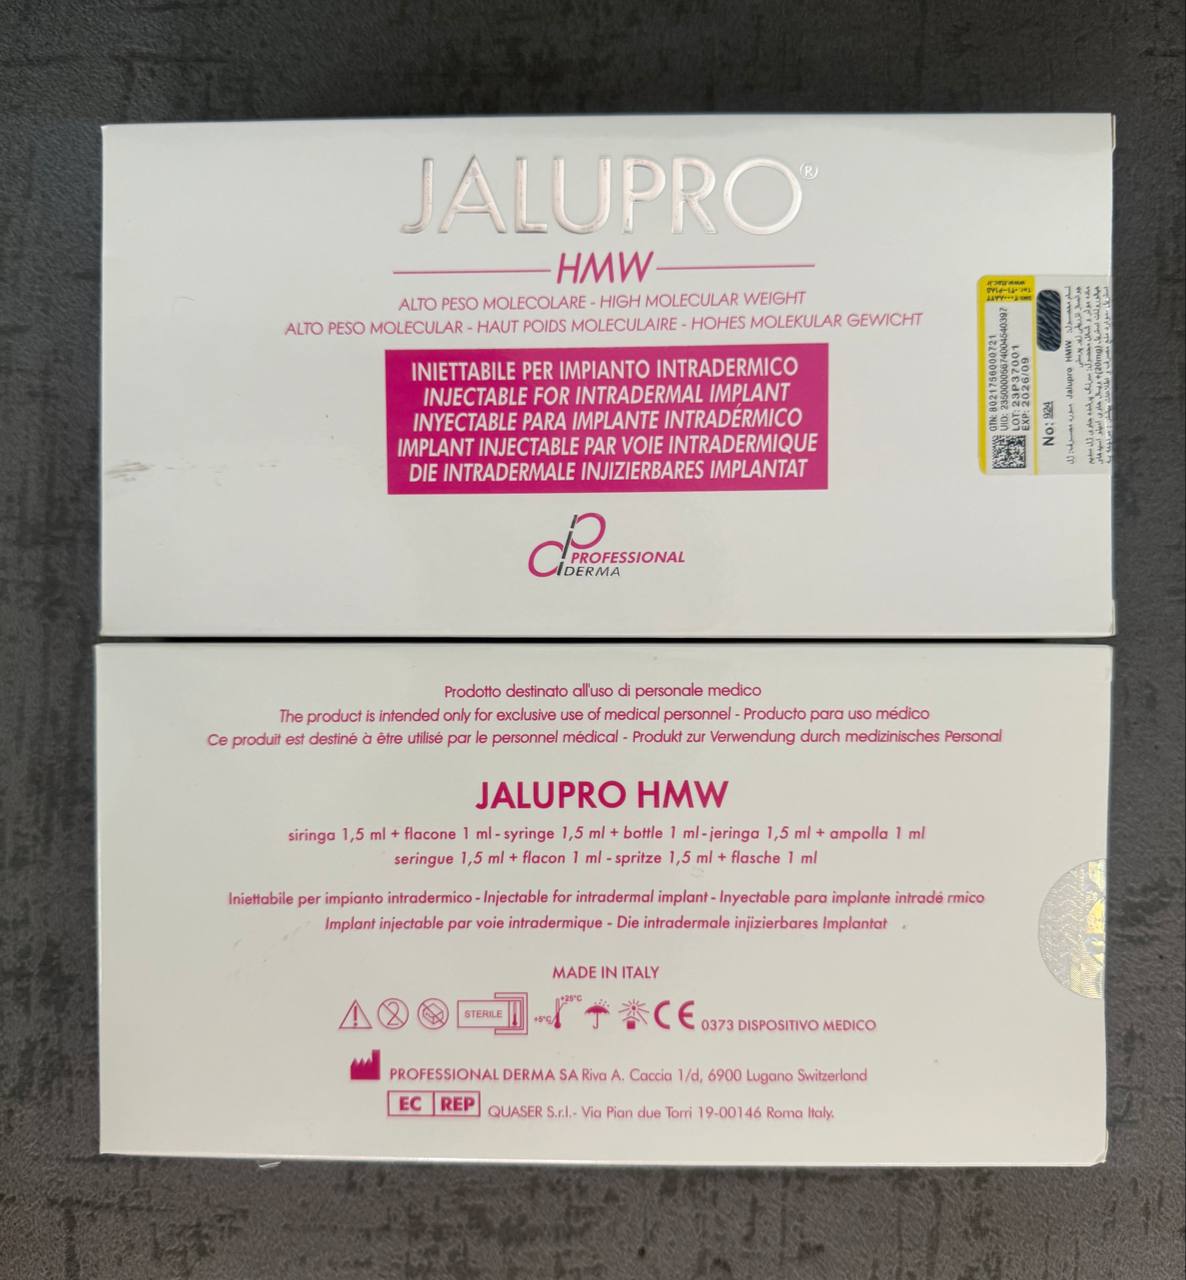 JALUPRO®
HMW
ALTO PESO MOLECOLARE - HIGH MOLECULAR WEIGHT
ALTO PESO MOLECULAR - HAUT POIDS MOLECULAIRE - HOHES MOLEKULAR GEWICHT
INIETTABILE PER IMPIANTO INTRADERMICO
INJECTABLE FOR INTRADERMAL IMPLANT
INYECTABLE PARA IMPLANTE INTRADÉRMICO
IMPLANT INJECTABLE PAR VOIE INTRADERMIQUE
DIE INTRADERMALE INJIZIERBARES IMPLANTAT
PROFESSIONAL
DERMA
GTIN: 8021756000721
LOT: 23P37001
EXP: 2026/09
No: 924
Jalupro HMW
Prodotto destinato all'uso di personale medico
The product is intended only for exclusive use of medical personnel - Producto para uso médico
Ce produit est destiné à être utilisé par le personnel médical - Produkt zur Verwendung durch medizinisches Personal
JALUPRO HMW
siringa 1,5 ml + flacone 1 ml - syringe 1,5 ml + bottle 1 ml - jeringa 1,5 ml + ampolla 1 ml
seringue 1,5 ml + flacon 1 ml - spritze 1,5 ml + flasche 1 ml
Iniettabile per impianto intradermico - Injectable for intradermal implant - Inyectable para implante intradé rmico
Implant injectable par voie intradermique - Die intradermale injizierbares Implantat
MADE IN ITALY
2 STERILE +5°C +25°C CE 0373 DISPOSITIVO MEDICO
PROFESSIONAL DERMA SA Riva A. Caccia 1/d, 6900 Lugano Switzerland
EC REP QUASER S.r.l.- Via Pian due Torri 19-00146 Roma Italy.